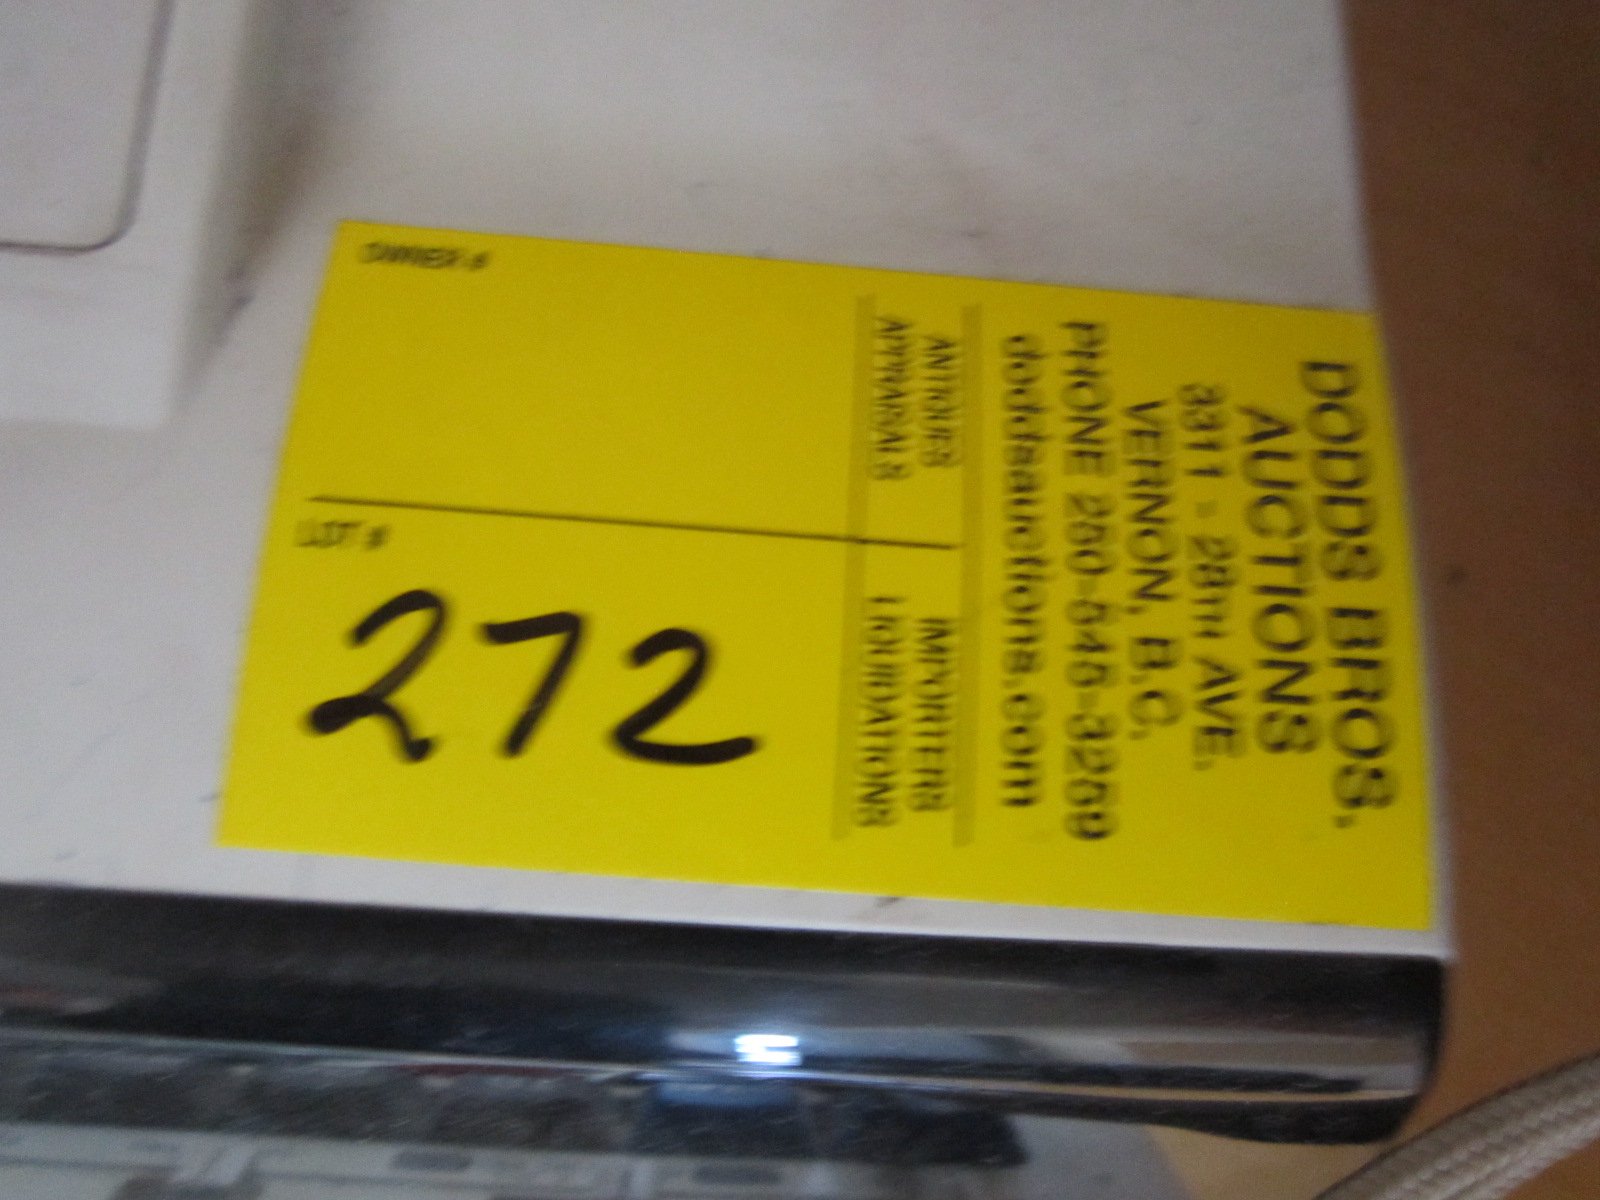 DODDS BROS.
AUCTIONS
3311 - 28TH AVE.
VERNON, B.C.
PHONE 250-545-3259
doddsauctions.com
ANTIQUES
APPRAISALS
IMPORTERS
LIQUIDATIONS
OWNER #
LOT #
272